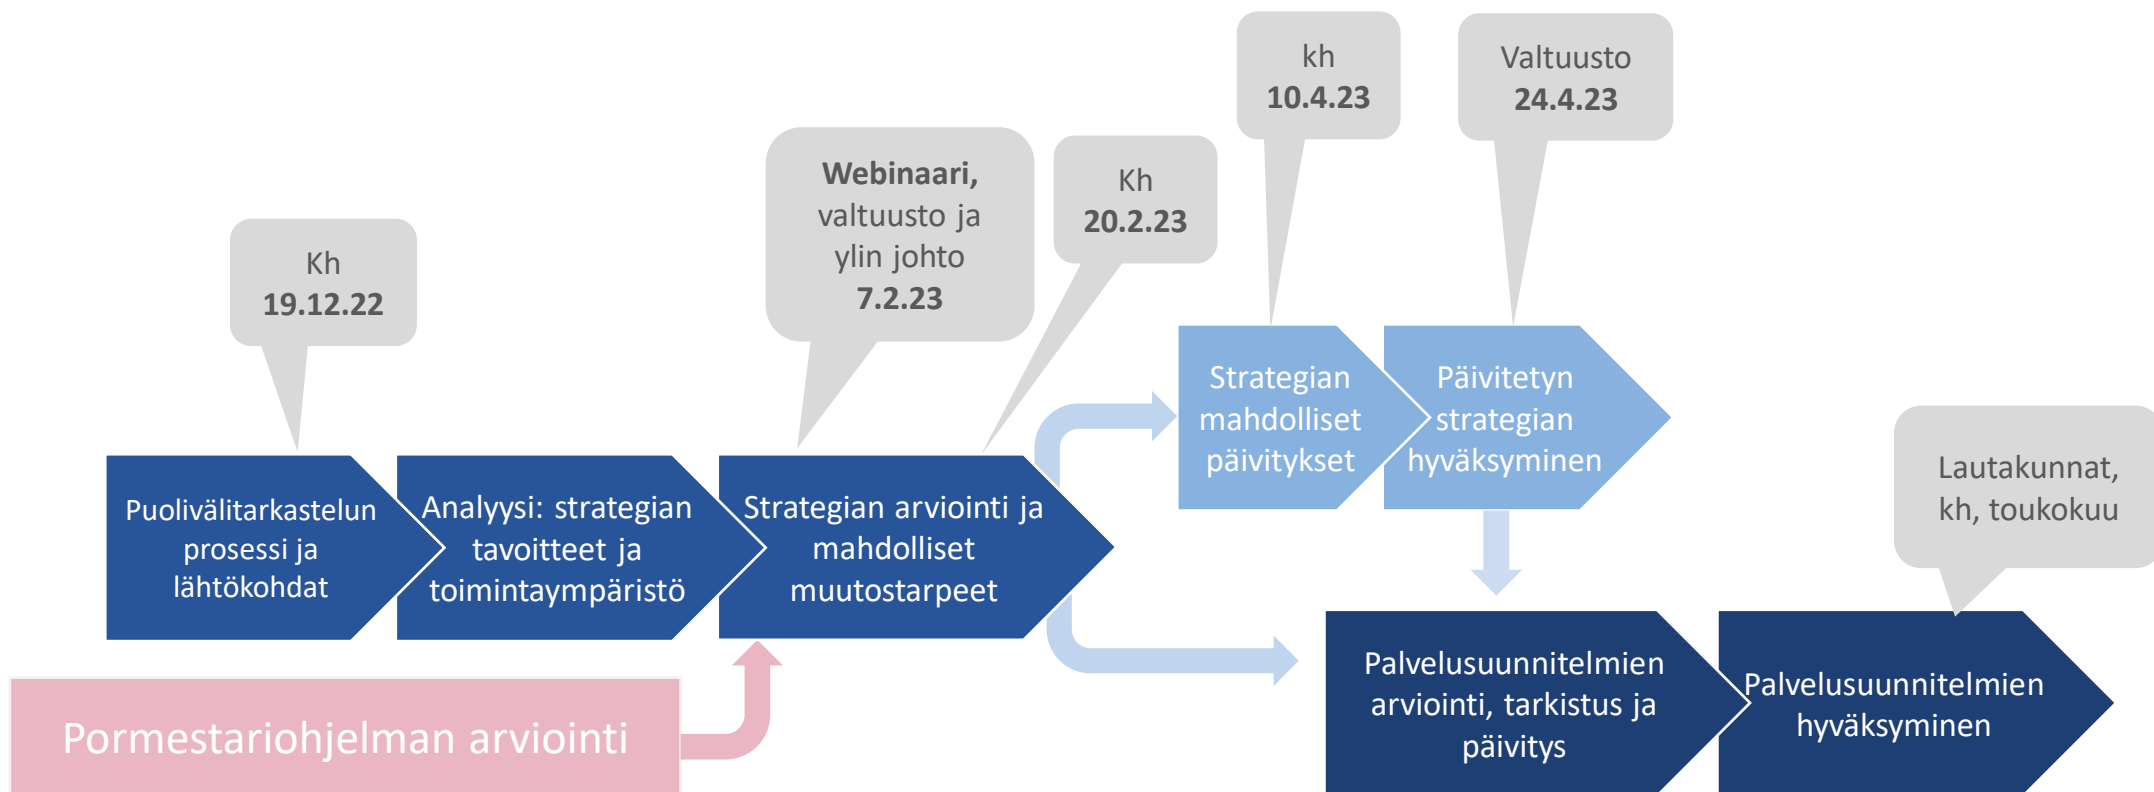 Kh
19.12.22
Webinaari,
valtuusto ja
ylin johto
7.2.23
Kh
20.2.23
kh
10.4.23
Valtuusto
24.4.23
Puolivälitarkastelun
prosessi ja
lähtökohdat
Analyysi: strategian
tavoitteet ja
toimintaympäristö
Strategian arviointi ja
mahdolliset
muutostarpeet
Strategian
mahdolliset
päivitykset
Päivitetyn
strategian
hyväksyminen
Lautakunnat,
kh, toukokuu
Pormestariohjelman arviointi
Palvelusuunnitelmien
arviointi, tarkistus ja
päivitys
Palvelusuunnitelmien
hyväksyminen